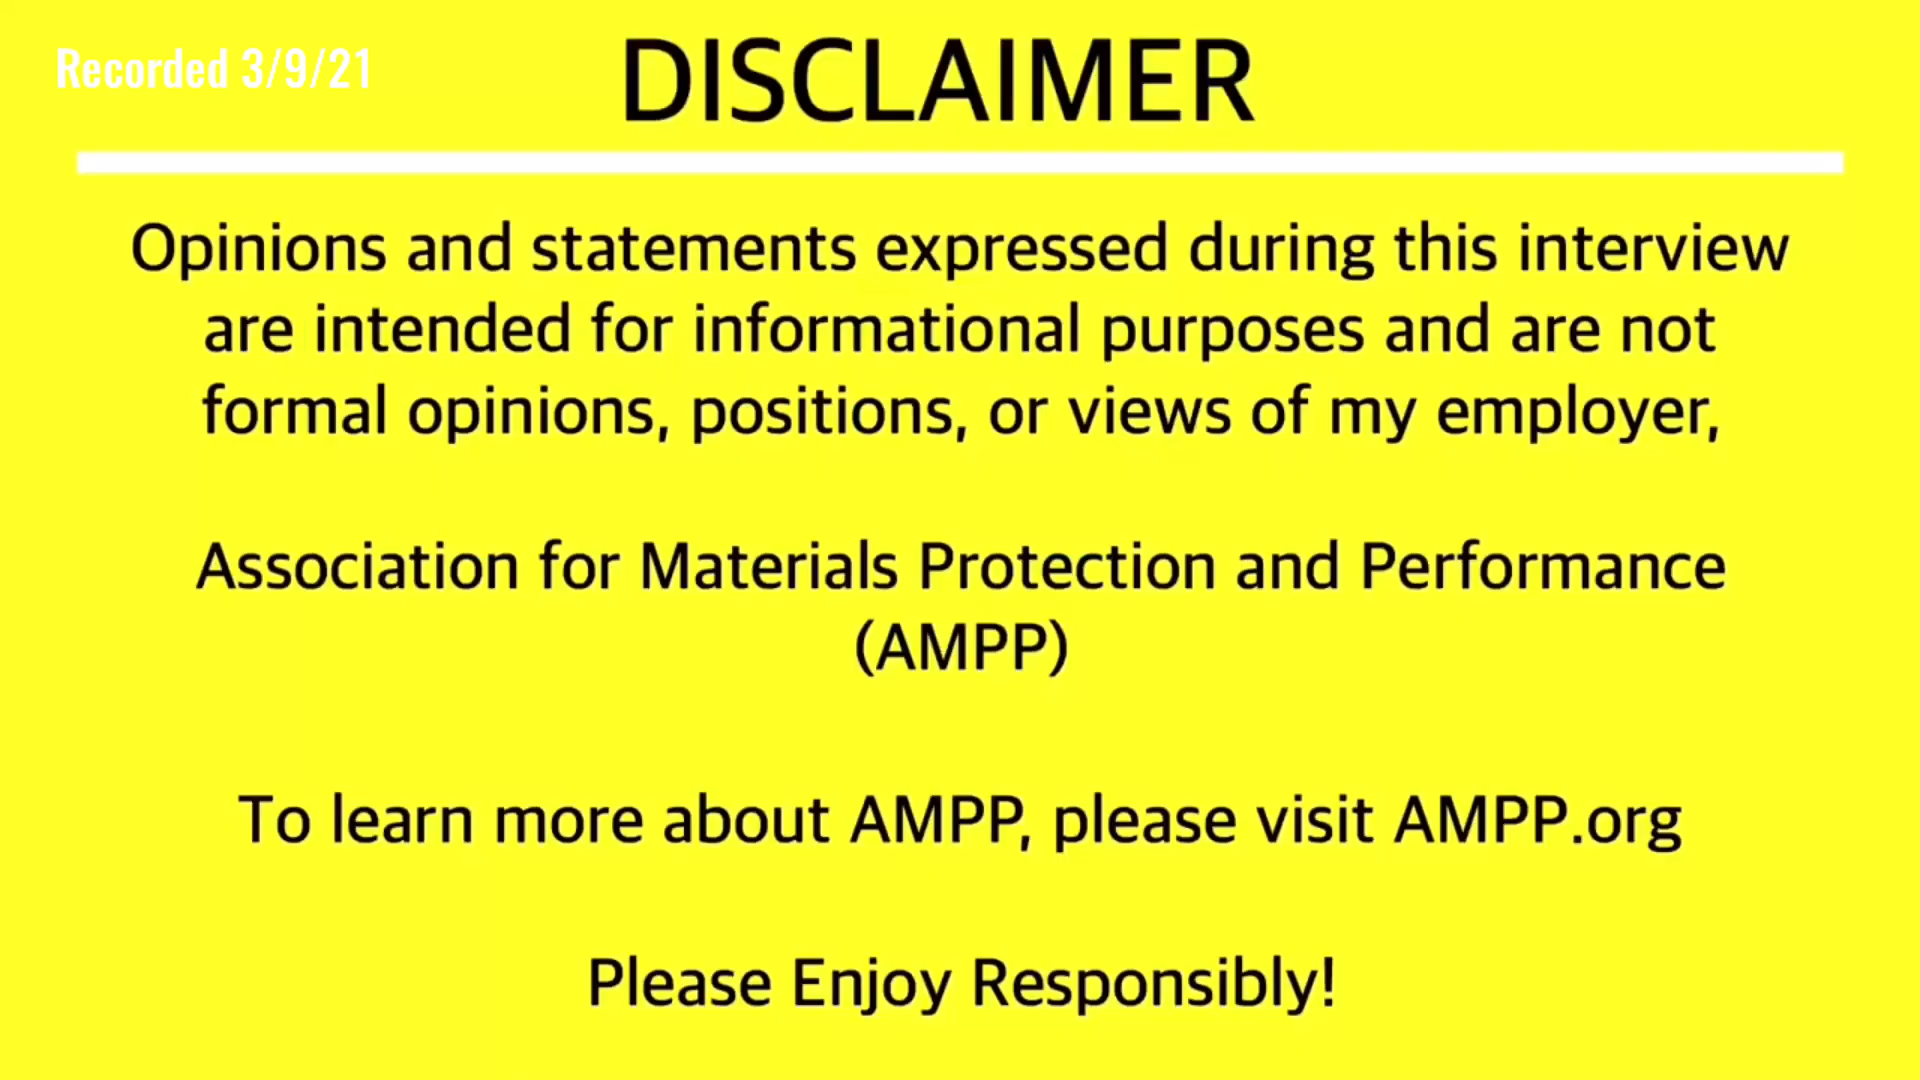 Recorded 3/9/21
DISCLAIMER
Opinions and statements expressed during this interview
are intended for informational purposes and are not
formal opinions, positions, or views of my employer,
Association for Materials Protection and Performance
(AMPP)
To learn more about AMPP, please visit AMPP.org
Please Enjoy Responsibly!